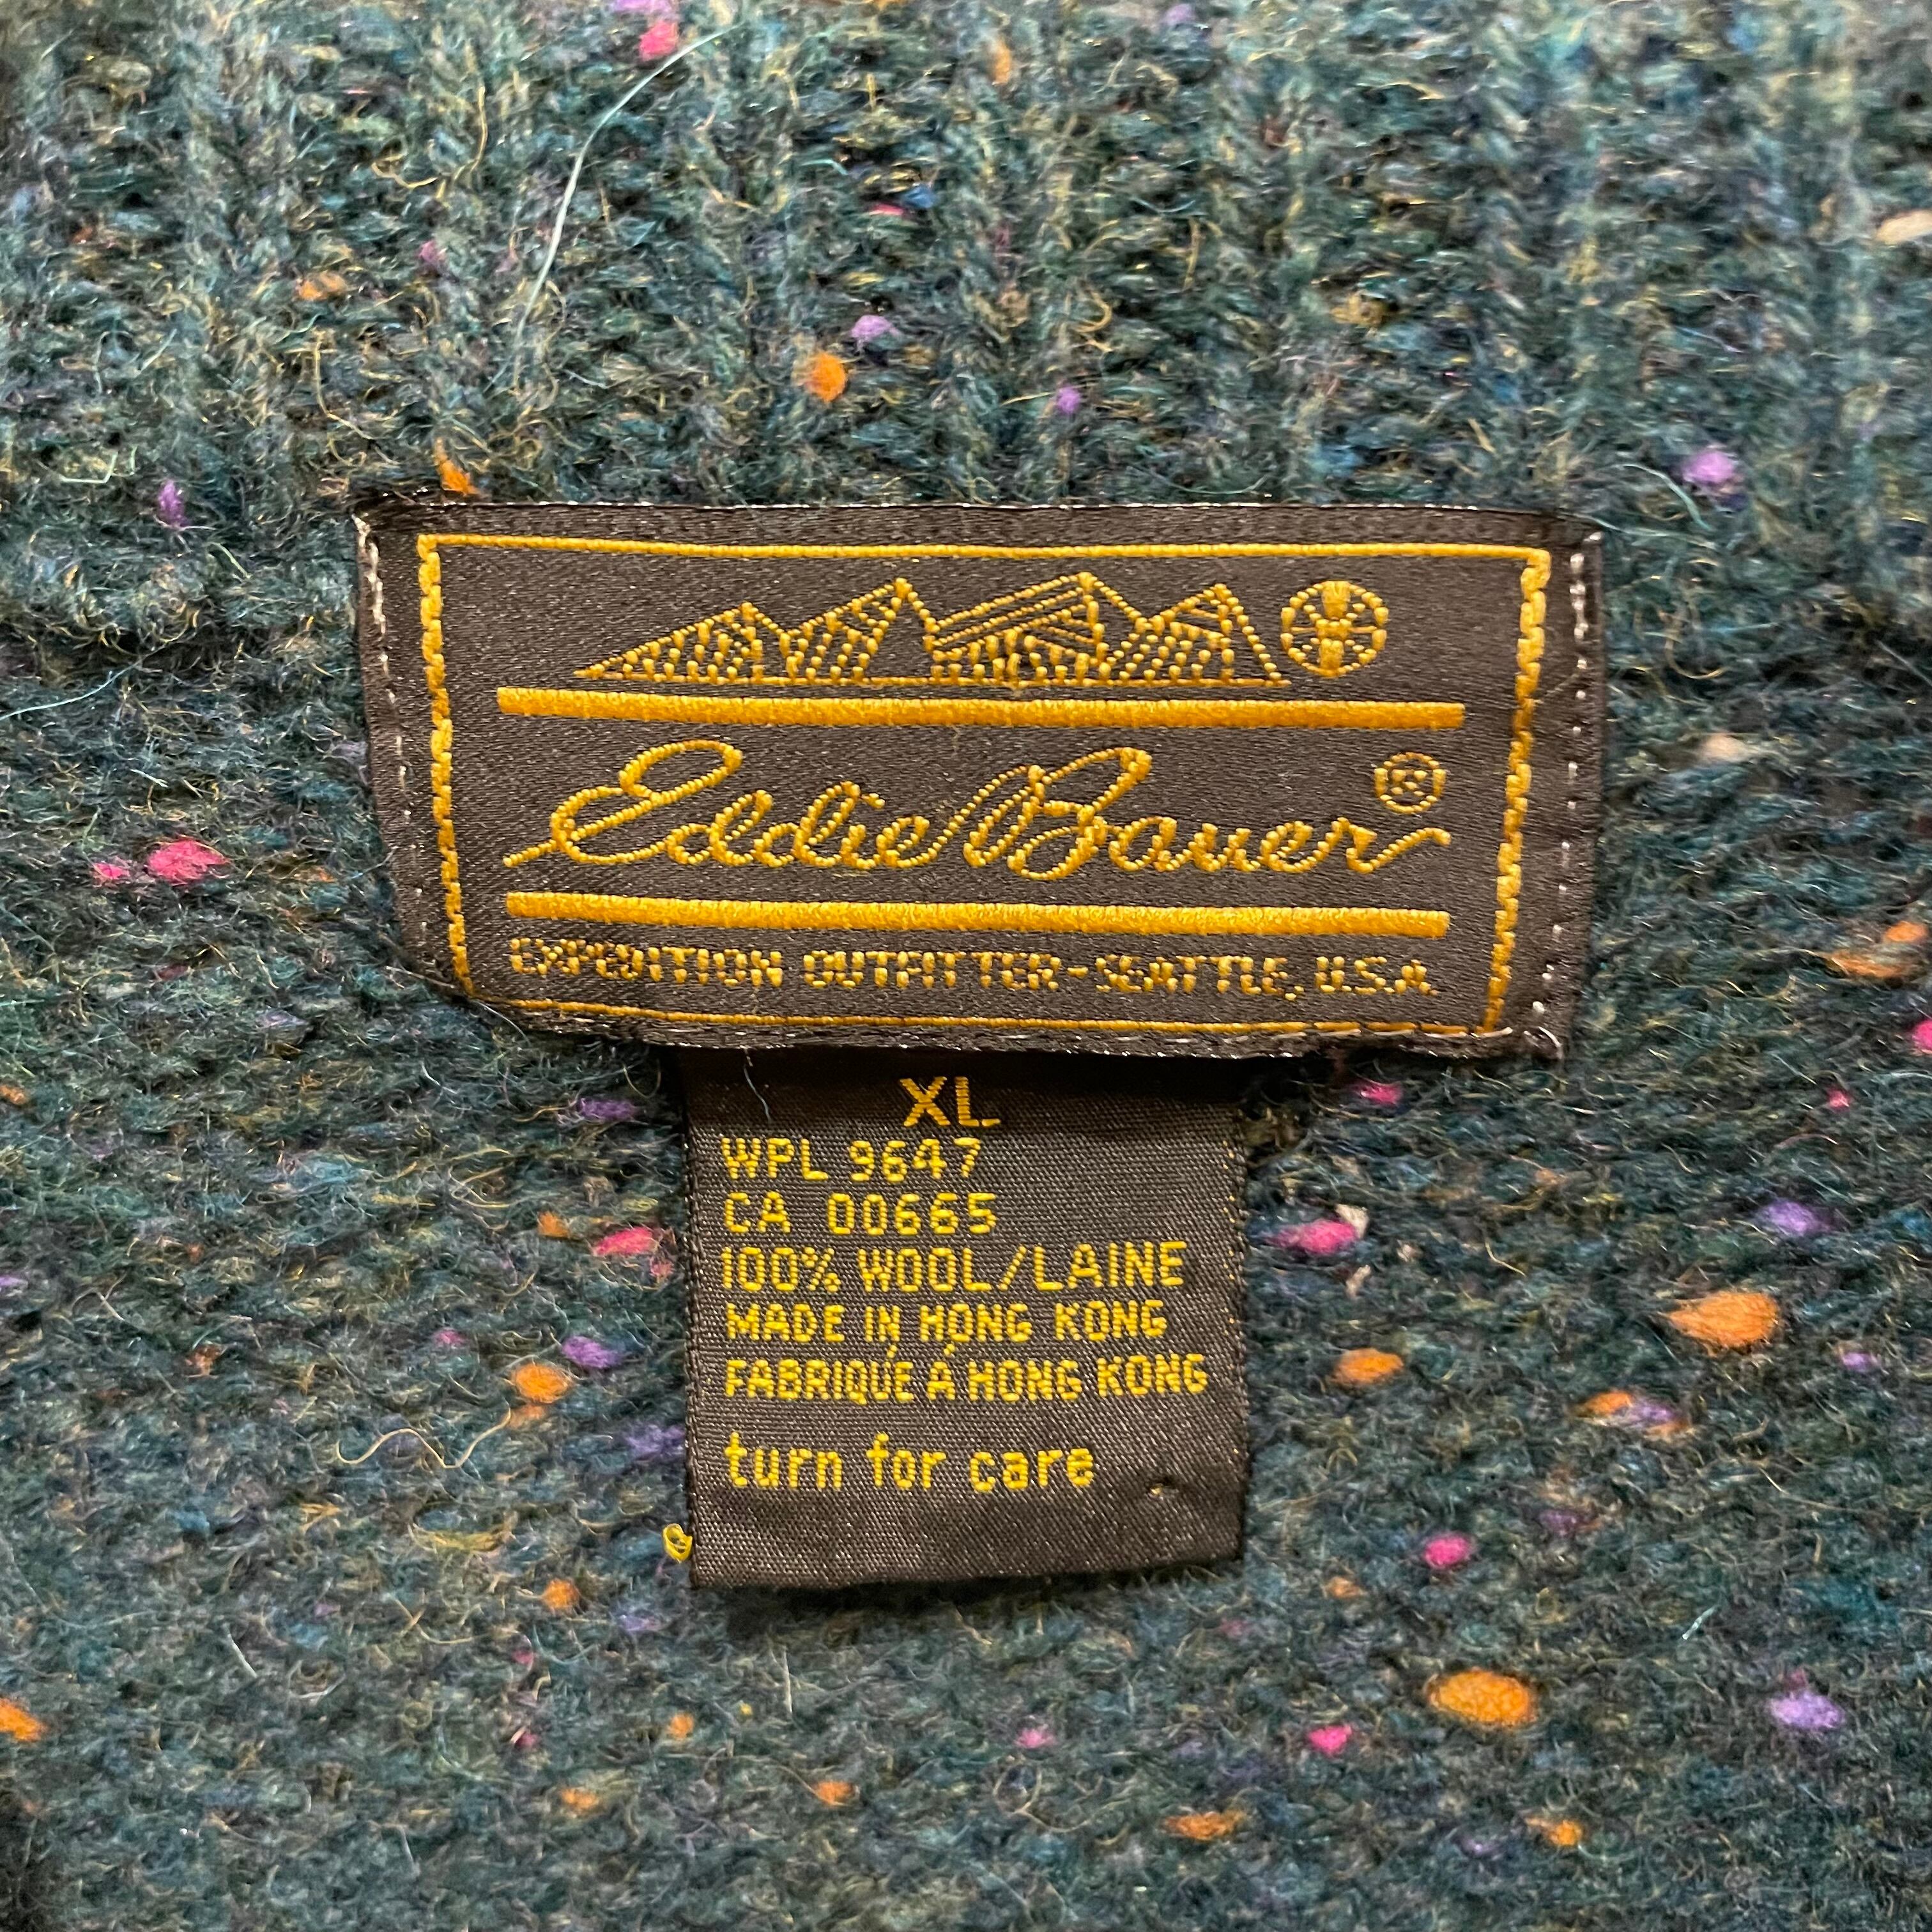 Eddie Bauer ®
EXPEDITION OUTFITTER-SEATTLE, U.S.A.
XL
WPL 9647
CA 00665
100% WOOL/LAINE
MADE IN HONG KONG
FABRIQUÉ À HONG KONG
turn for care